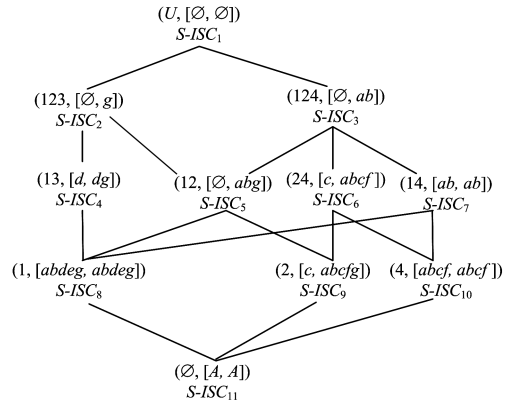 (U, [∅, ∅])
S-ISC₁
(123, [∅, g])
S-ISC₂
(124, [∅, ab])
S-ISC₃
(13, [d, dg])
S-ISC₄
(12, [∅, abg])
S-ISC₅
(24, [c, abcf])
S-ISC₆
(14, [ab, ab])
S-ISC₇
(1, [abdeg, abdeg])
S-ISC₈
(2, [c, abcfg])
S-ISC₉
(4, [abcf, abcf])
S-ISC₁₀
(∅, [A, A])
S-ISC₁₁